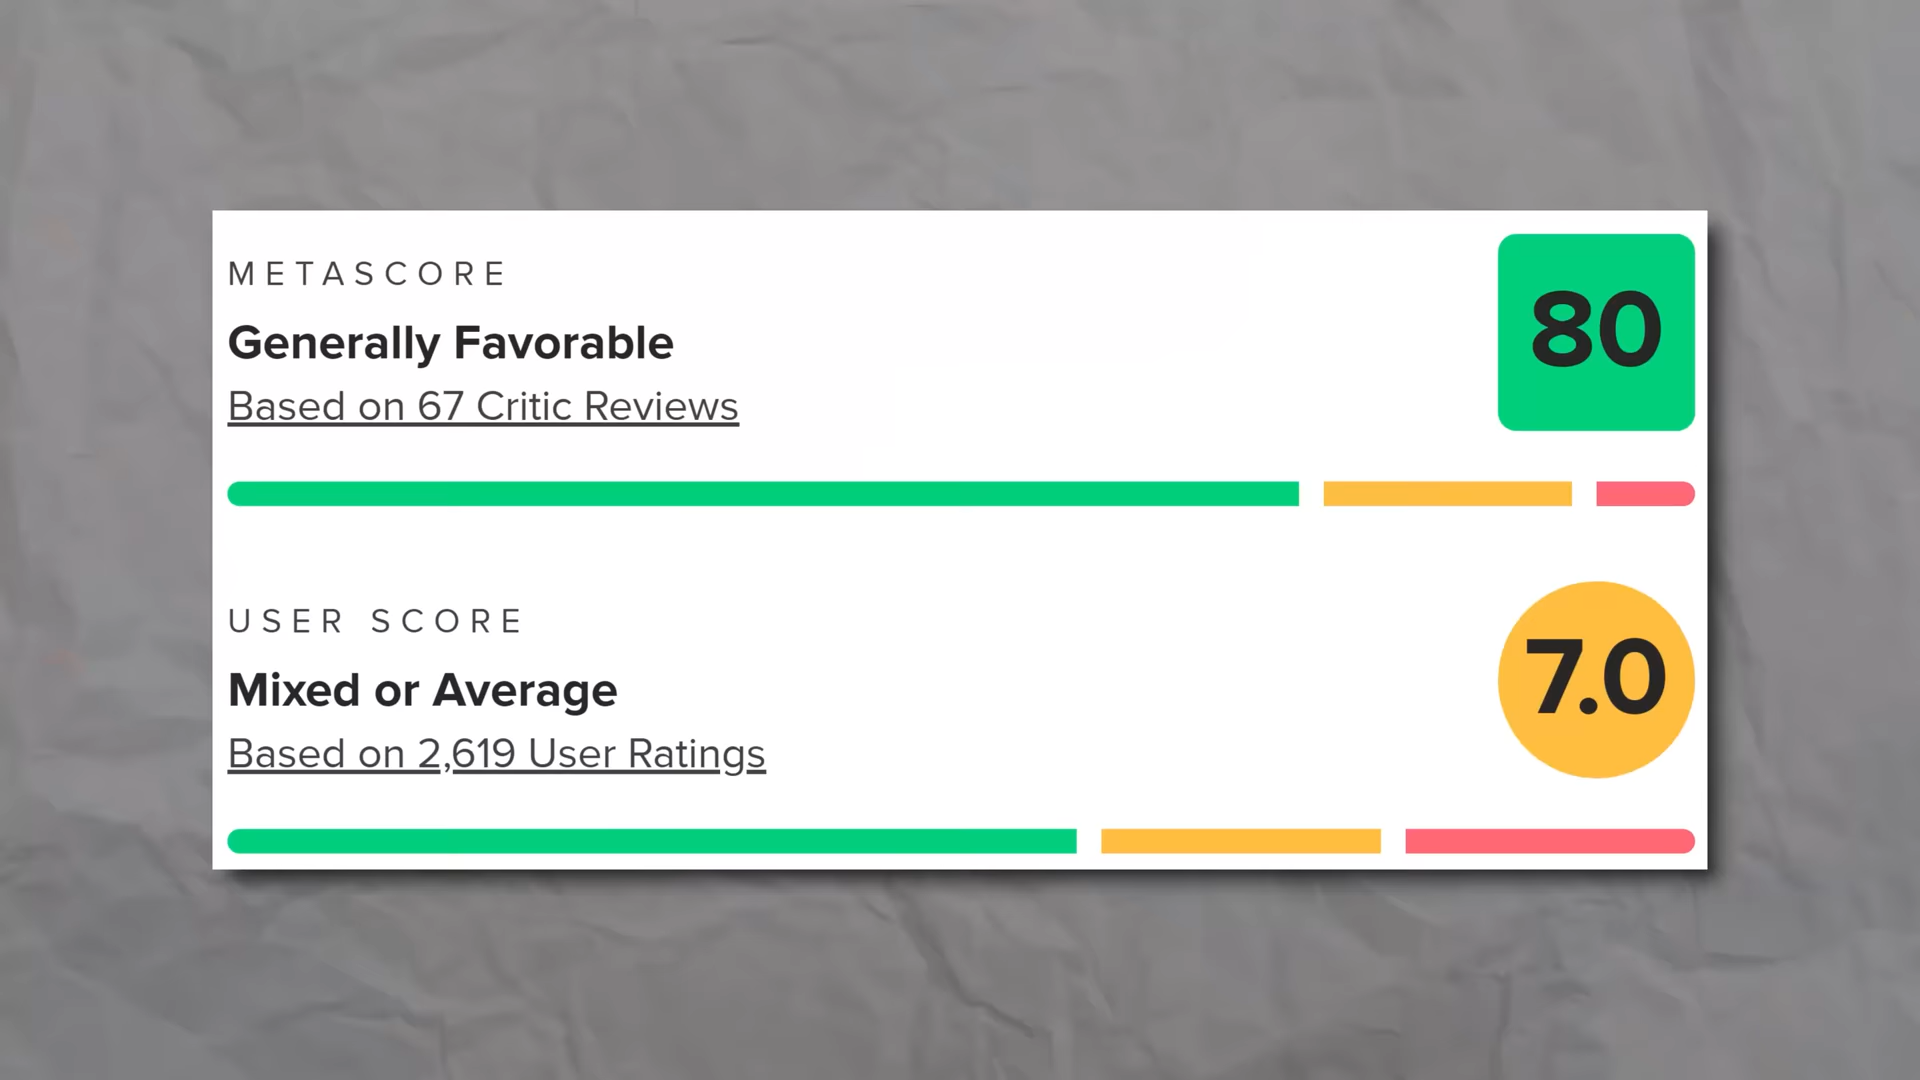 METASCORE
Generally Favorable
Based on 67 Critic Reviews
80
USER SCORE
Mixed or Average
Based on 2,619 User Ratings
7.0